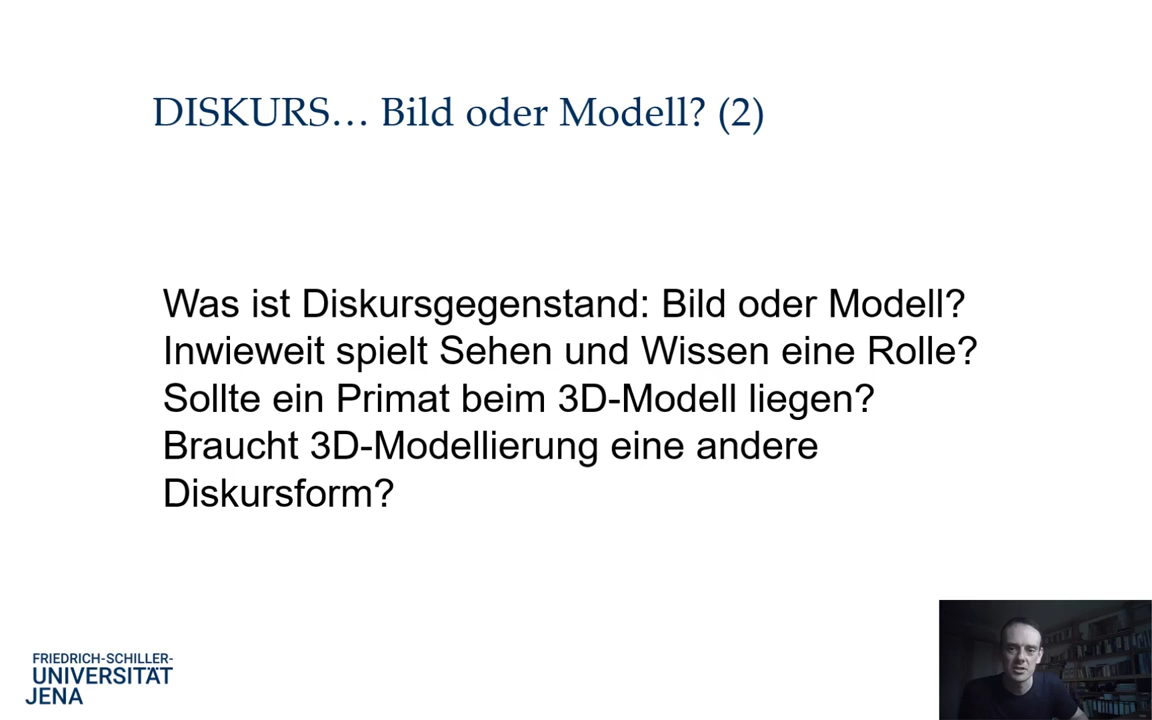 DISKURS… Bild oder Modell? (2)
Was ist Diskursgegenstand: Bild oder Modell?
Inwieweit spielt Sehen und Wissen eine Rolle?
Sollte ein Primat beim 3D-Modell liegen?
Braucht 3D-Modellierung eine andere
Diskursform?
FRIEDRICH-SCHILLER-
UNIVERSITÄT
JENA